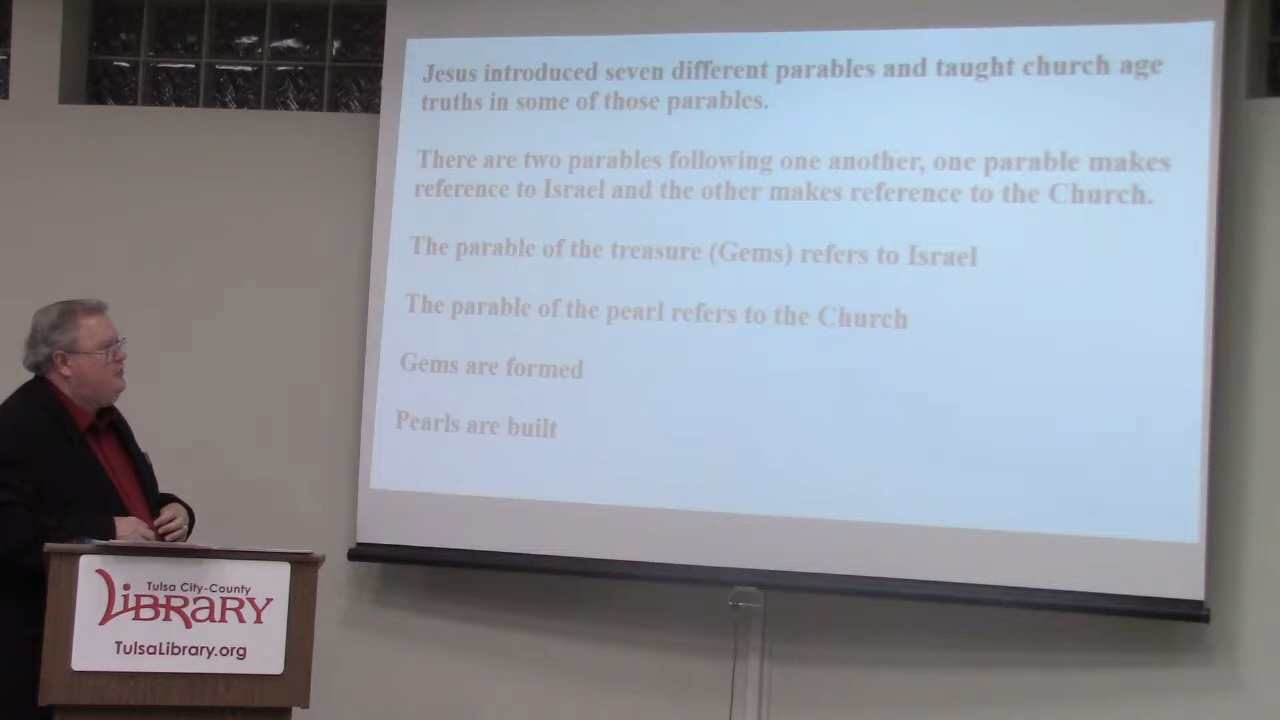 Jesus introduced seven different parables and taught church age
truths in some of those parables.
There are two parables following one another, one parable makes
reference to Israel and the other makes reference to the Church.
The parable of the treasure (Gems) refers to Israel
The parable of the pearl refers to the Church
Gems are formed
Pearls are built
Tulsa City-County
LiBRARY
TulsaLibrary.org